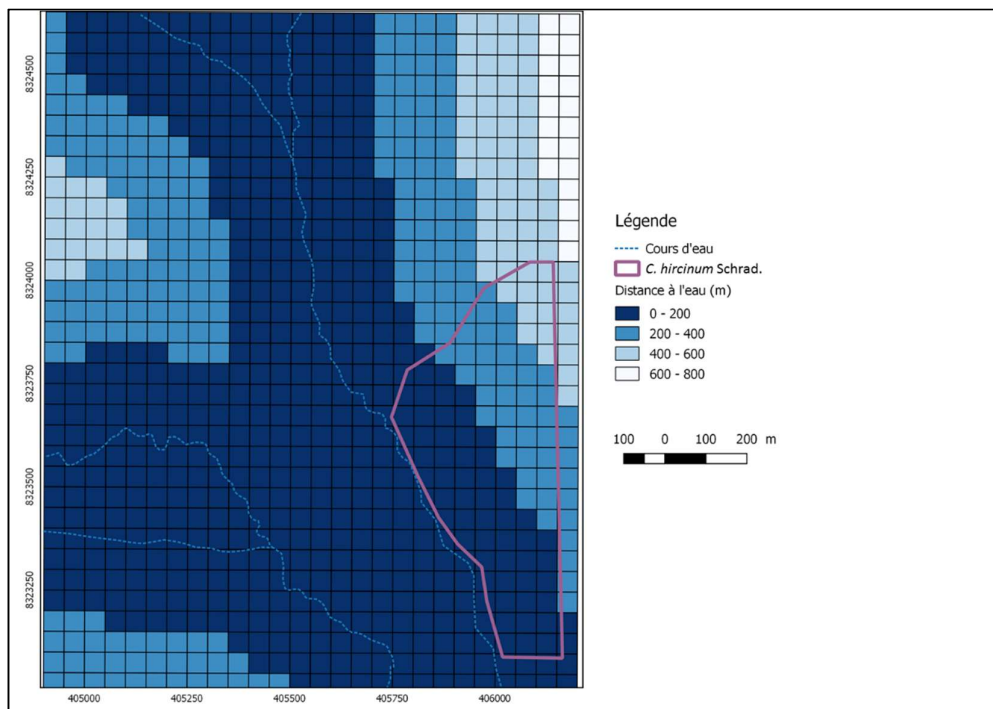 8324500
8324250
8324000
8323750
8323500
8323250
405000 405250 405500 405750 406000
Légende
Cours d'eau
C. hircinum Schrad.
Distance à l'eau (m)
0 - 200
200 - 400
400 - 600
600 - 800
100 0 100 200 m